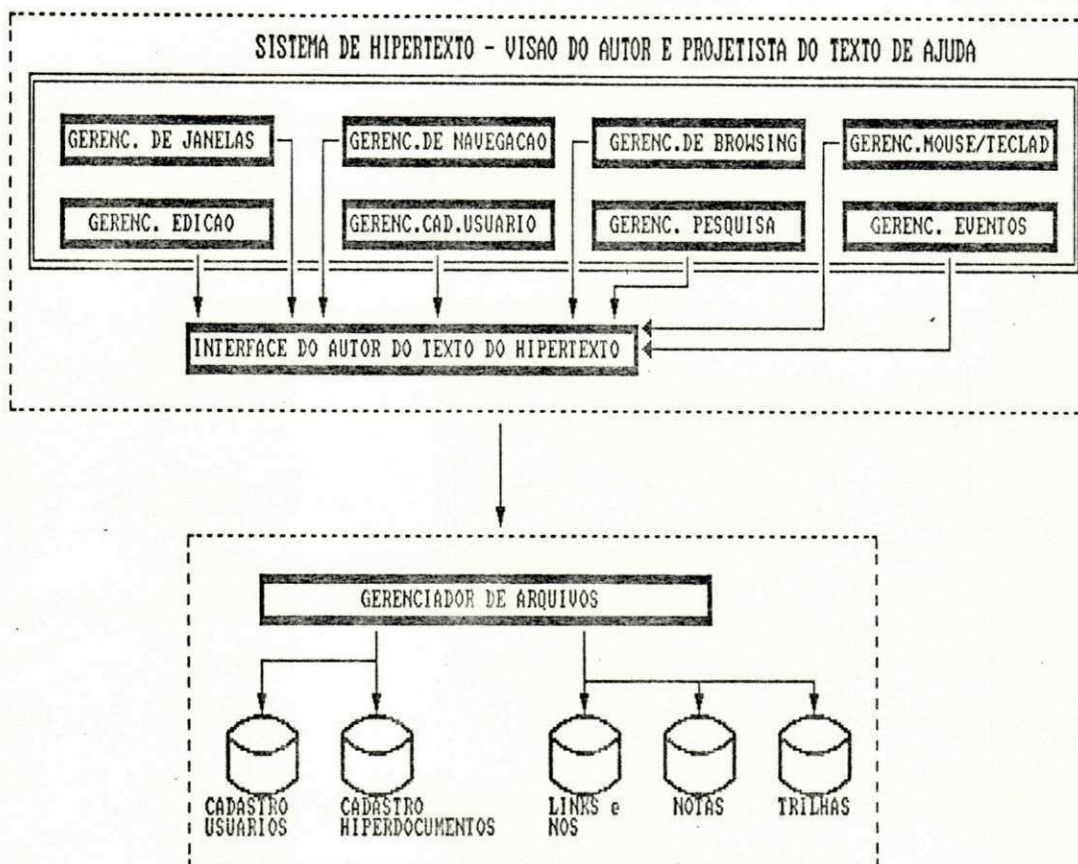 SISTEMA DE HIPERTEXTO - VISAO DO AUTOR E PROJETISTA DO TEXTO DE AJUDA
GERENC. DE JANELAS
GERENC.DE NAVEGACAO
GERENC.DE BROWSING
GERENC.MOUSE/TECLAD
GERENC. EDICAO
GERENC.CAD.USUARIO
GERENC. PESQUISA
GERENC. EVENTOS
INTERFACE DO AUTOR DO TEXTO DO HIPERTEXTO
GERENCIADOR DE ARQUIVOS
CADASTRO
USUARIOS
CADASTRO
HIPERDOCUMENTOS
LINKS e
NOS
NOTAS
TRILHAS